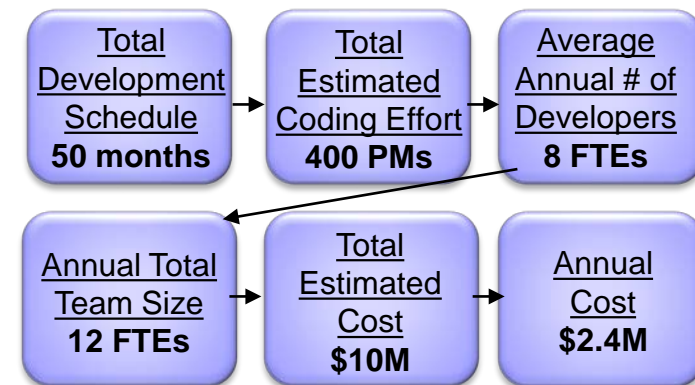 Total
Development
Schedule
50 months
Total
Estimated
Coding Effort
400 PMs
Average
Annual # of
Developers
8 FTEs
Annual Total
Team Size
12 FTEs
Total
Estimated
Cost
$10M
Annual
Cost
$2.4M